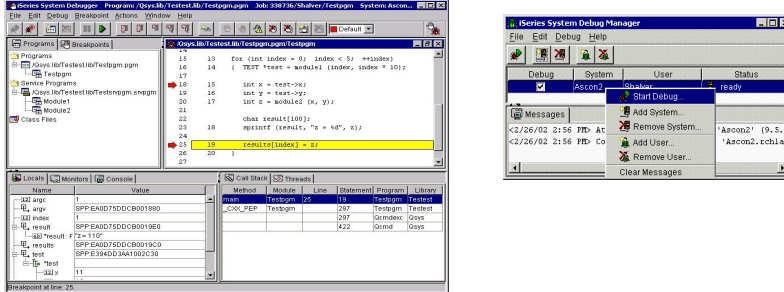 iSeries System Debugger Program: /Qsys.lib/Testest.lib/Testpgm.pgm Job: 338736/Shalver/Testpgm System: Ascon...
File Edit Debug Breakpoint Actions Window Help
Default
Programs Breakpoints
/Qsys.lib/Testest.lib/Testpgm.pgm/Testpgm
Programs
/Qsys.lib/Testest.lib/Testpgm.pgm
Testpgm
Service Programs
/Qsys.lib/Testest.lib/Testsrvpgm.srvpgm
Module1
Module2
Class Files
14
15 13 for (int index = 0; index < 5; ++index)
16 14 { TEST *test = module1 (index, index * 10);
17
18 15 int x = test->x;
19 16 int y = test->y;
20 17 int z = module2 (x, y);
21
22 char result[100];
23 18 sprintf (result, "z = %d", z);
24
25 19 results[index] = z;
26 20 }
27
Locals Monitors Console
Name Value
argc 1
argv SPP:EA0D75DDCB001880
index 1
result SPP:EA0D75DDCB0019E0
*result : F "z = 110"
results SPP:EA0D75DDCB0019C0
test SPP:E394DD3AA1002C30
*test
x 11
Call Stack Threads
Method Module Line Statement Program Library
main Testpgm 25 19 Testpgm Testest
_CXX_PEP Testpgm 297 Testpgm Testest
297 Qcmdexc Qsys
422 Qcmd Qsys
Breakpoint at line: 25.
iSeries System Debug Manager
File Edit Debug Help
Debug System User Status
Ascon2 Shalver ready
Start Debug...
Add System...
Remove System...
Add User...
Remove User...
Clear Messages
Messages
<2/26/02 2:56 PM> At 'Ascon2' (9.5.
<2/26/02 2:56 PM> Co 'Ascon2.rchla